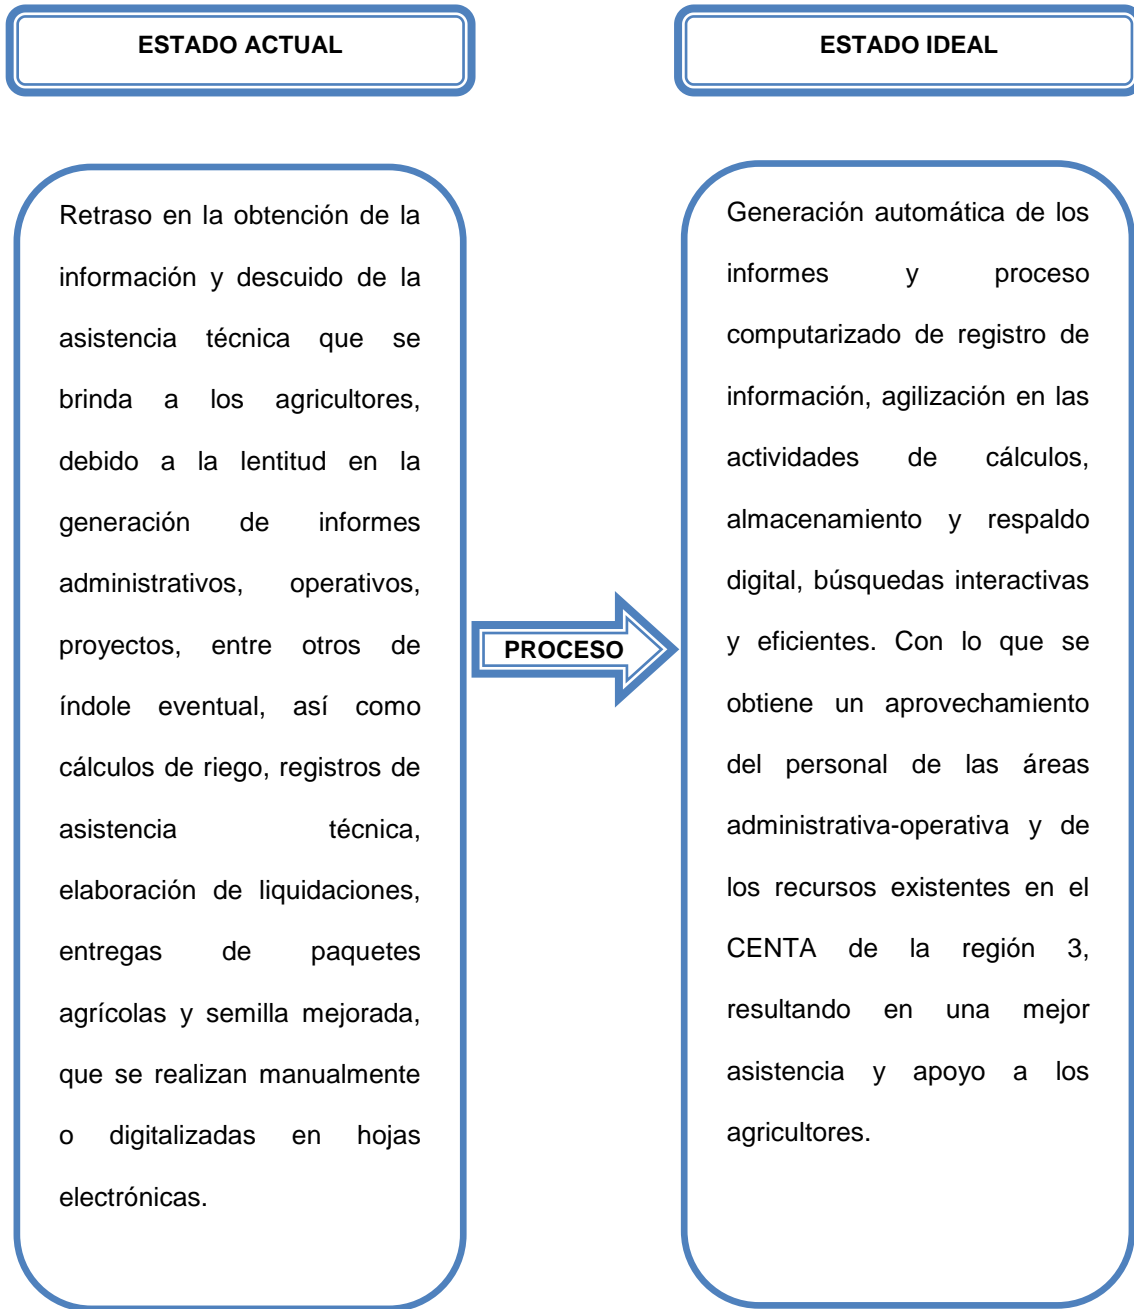 ESTADO ACTUAL
ESTADO IDEAL
Retraso en la obtención de la
información y descuido de la
asistencia técnica que se
brinda a los agricultores,
debido a la lentitud en la
generación de informes
administrativos, operativos,
proyectos, entre otros de
índole eventual, así como
cálculos de riego, registros de
asistencia técnica,
elaboración de liquidaciones,
entregas de paquetes
agrícolas y semilla mejorada,
que se realizan manualmente
o digitalizadas en hojas
electrónicas.
PROCESO
Generación automática de los
informes y proceso
computarizado de registro de
información, agilización en las
actividades de cálculos,
almacenamiento y respaldo
digital, búsquedas interactivas
y eficientes. Con lo que se
obtiene un aprovechamiento
del personal de las áreas
administrativa-operativa y de
los recursos existentes en el
CENTA de la región 3,
resultando en una mejor
asistencia y apoyo a los
agricultores.